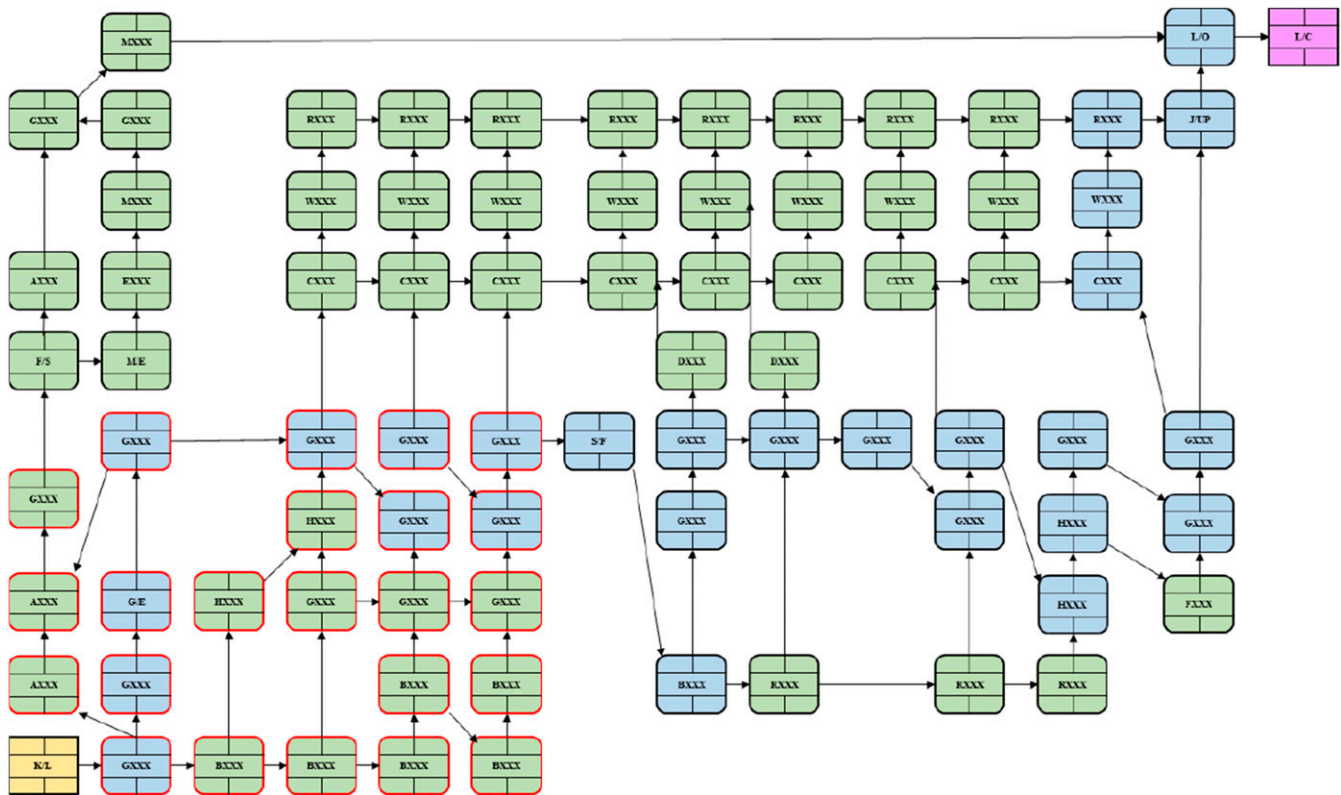 MXXX L/O L/C
GXXX GXXX RXXX RXXX RXXX RXXX RXXX RXXX RXXX RXXX RXXX J/UP
MXXX WXXX WXXX WXXX WXXX WXXX WXXX WXXX WXXX WXXX
AXXX EXXX CXXX CXXX CXXX CXXX CXXX CXXX CXXX CXXX CXXX
F/S M/E DXXX DXXX
GXXX GXXX GXXX GXXX S/F GXXX GXXX GXXX GXXX GXXX GXXX
GXXX HXXX GXXX GXXX GXXX GXXX HXXX GXXX
AXXX G/E HXXX GXXX GXXX GXXX HXXX FXXX
AXXX GXXX BXXX BXXX BXXX RXXX RXXX
K/L GXXX BXXX BXXX BXXX BXXX